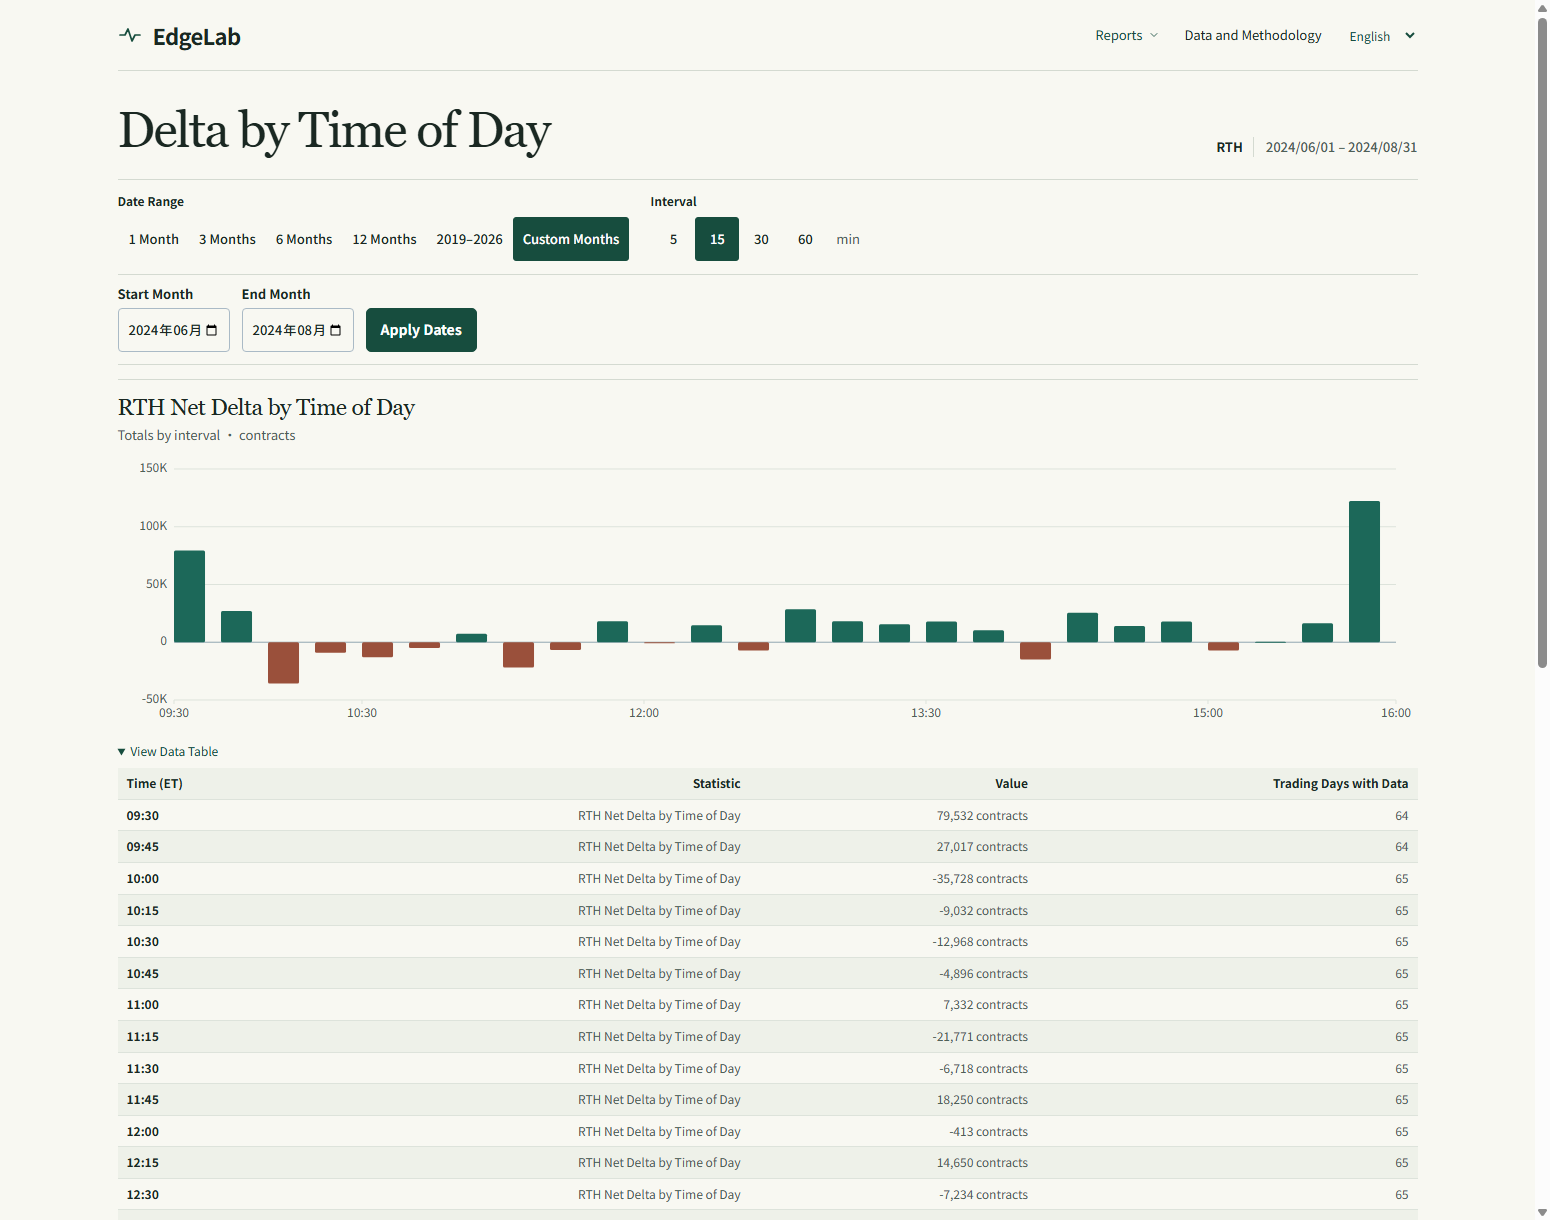 EdgeLab
Reports
Data and Methodology
English
Delta by Time of Day
RTH
2024/06/01 – 2024/08/31
Date Range
Interval
1 Month
3 Months
6 Months
12 Months
2019–2026
Custom Months
5
15
30
60
min
Start Month
End Month
2024年06月
2024年08月
Apply Dates
RTH Net Delta by Time of Day
Totals by interval • contracts
150K
100K
50K
0
-50K
09:30
10:30
12:00
13:30
15:00
16:00
▼ View Data Table
Time (ET) Statistic Value Trading Days with Data
09:30 RTH Net Delta by Time of Day 79,532 contracts 64
09:45 RTH Net Delta by Time of Day 27,017 contracts 64
10:00 RTH Net Delta by Time of Day -35,728 contracts 65
10:15 RTH Net Delta by Time of Day -9,032 contracts 65
10:30 RTH Net Delta by Time of Day -12,968 contracts 65
10:45 RTH Net Delta by Time of Day -4,896 contracts 65
11:00 RTH Net Delta by Time of Day 7,332 contracts 65
11:15 RTH Net Delta by Time of Day -21,771 contracts 65
11:30 RTH Net Delta by Time of Day -6,718 contracts 65
11:45 RTH Net Delta by Time of Day 18,250 contracts 65
12:00 RTH Net Delta by Time of Day -413 contracts 65
12:15 RTH Net Delta by Time of Day 14,650 contracts 65
12:30 RTH Net Delta by Time of Day -7,234 contracts 65